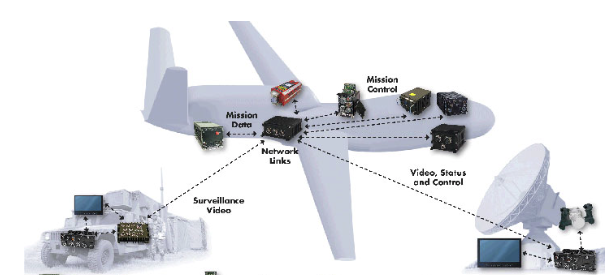 Mission
Control
Mission
Data
Network
Links
Video, Status
and Control
Surveillance
Video